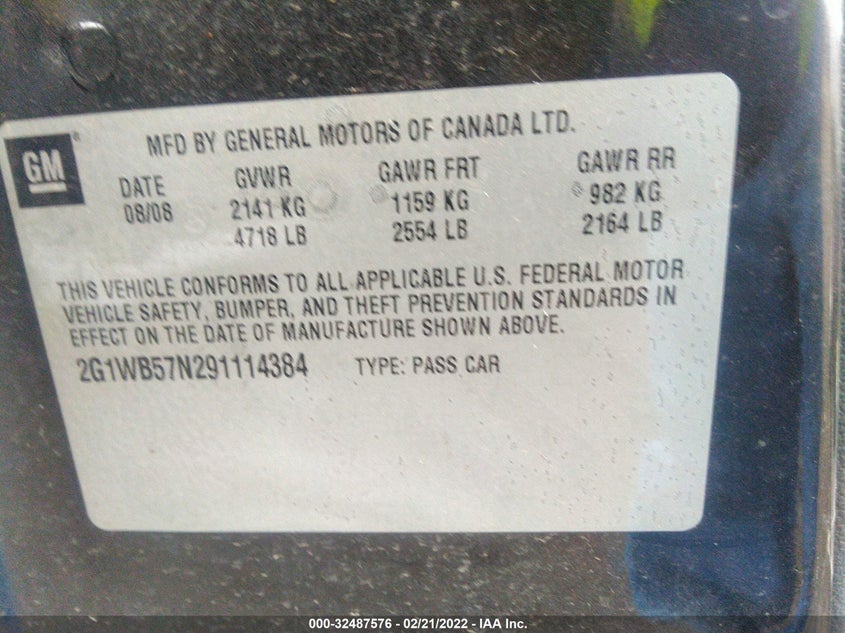 GM®
MFD BY GENERAL MOTORS OF CANADA LTD.
DATE GVWR GAWR FRT GAWR RR
08/08 2141 KG 1159 KG 982 KG
4718 LB 2554 LB 2164 LB
THIS VEHICLE CONFORMS TO ALL APPLICABLE U.S. FEDERAL MOTOR
VEHICLE SAFETY, BUMPER, AND THEFT PREVENTION STANDARDS IN
EFFECT ON THE DATE OF MANUFACTURE SHOWN ABOVE.
2G1WB57N291114384 TYPE: PASS CAR
000-32487576 - 02/21/2022 - IAA Inc.